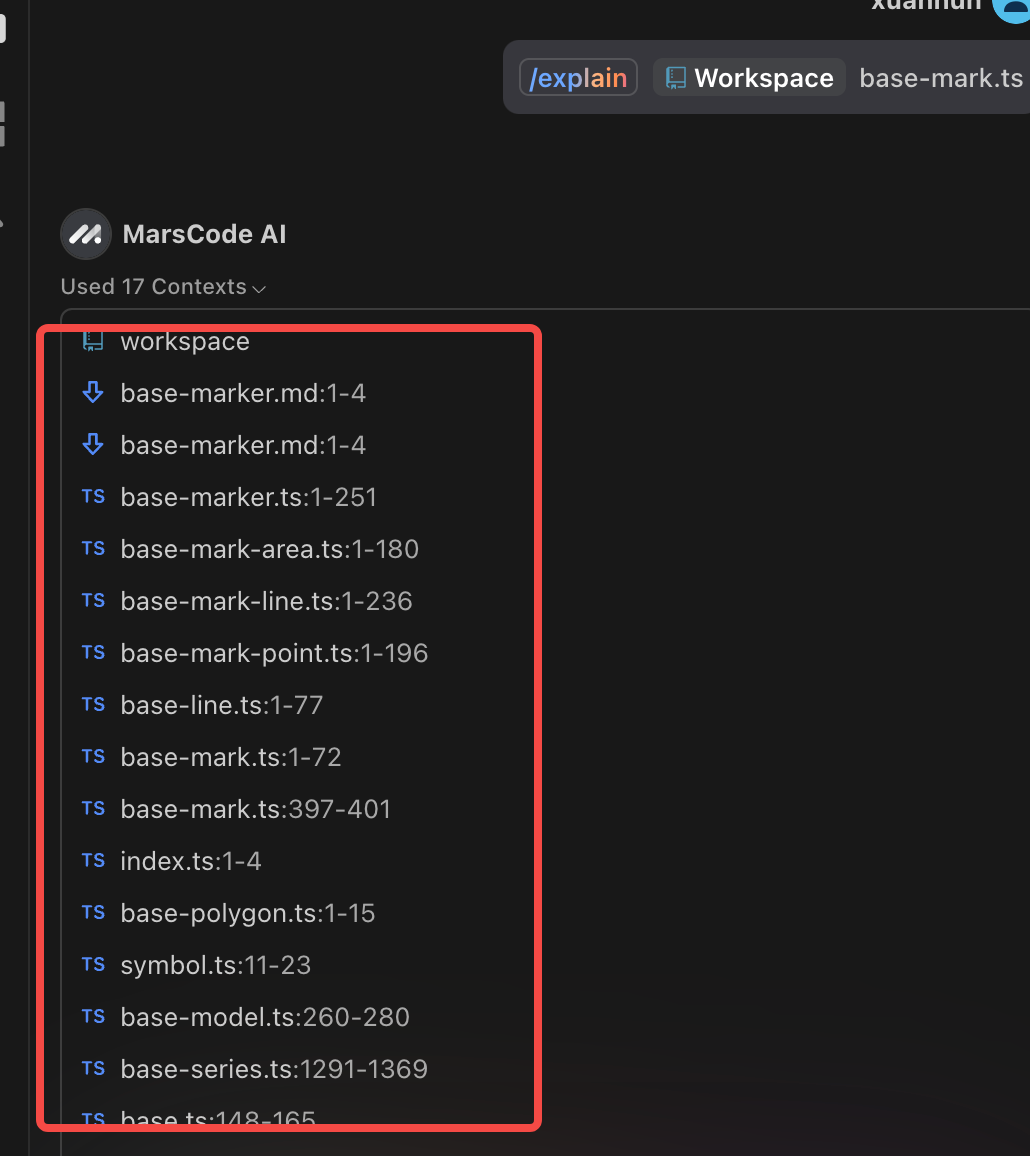 /explain Workspace base-mark.ts
MarsCode AI
Used 17 Contexts
workspace
base-marker.md:1-4
base-marker.md:1-4
TS base-marker.ts:1-251
TS base-mark-area.ts:1-180
TS base-mark-line.ts:1-236
TS base-mark-point.ts:1-196
TS base-line.ts:1-77
TS base-mark.ts:1-72
TS base-mark.ts:397-401
TS index.ts:1-4
TS base-polygon.ts:1-15
TS symbol.ts:11-23
TS base-model.ts:260-280
TS base-series.ts:1291-1369
TS base.ts:148-165